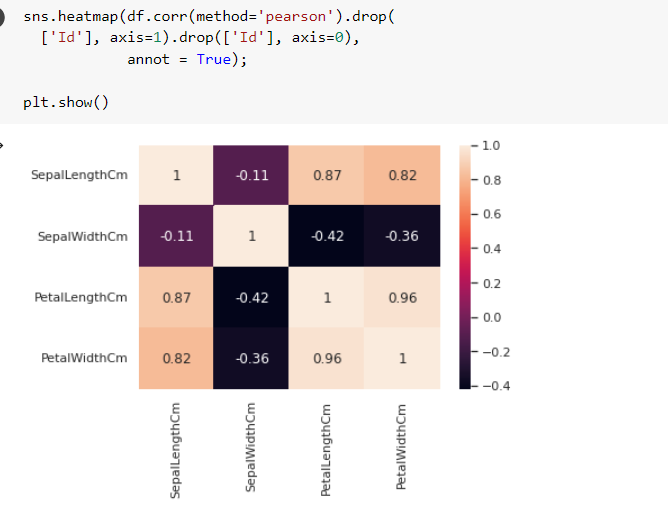 sns.heatmap(df.corr(method='pearson').drop(
['Id'], axis=1).drop(['Id'], axis=0),
annot = True);
plt.show()
SepalLengthCm 1 -0.11 0.87 0.82
SepalWidthCm -0.11 1 -0.42 -0.36
PetalLengthCm 0.87 -0.42 1 0.96
PetalWidthCm 0.82 -0.36 0.96 1
SepalLengthCm
SepalWidthCm
PetalLengthCm
PetalWidthCm
1.0
0.8
0.6
0.4
0.2
0.0
−0.2
−0.4